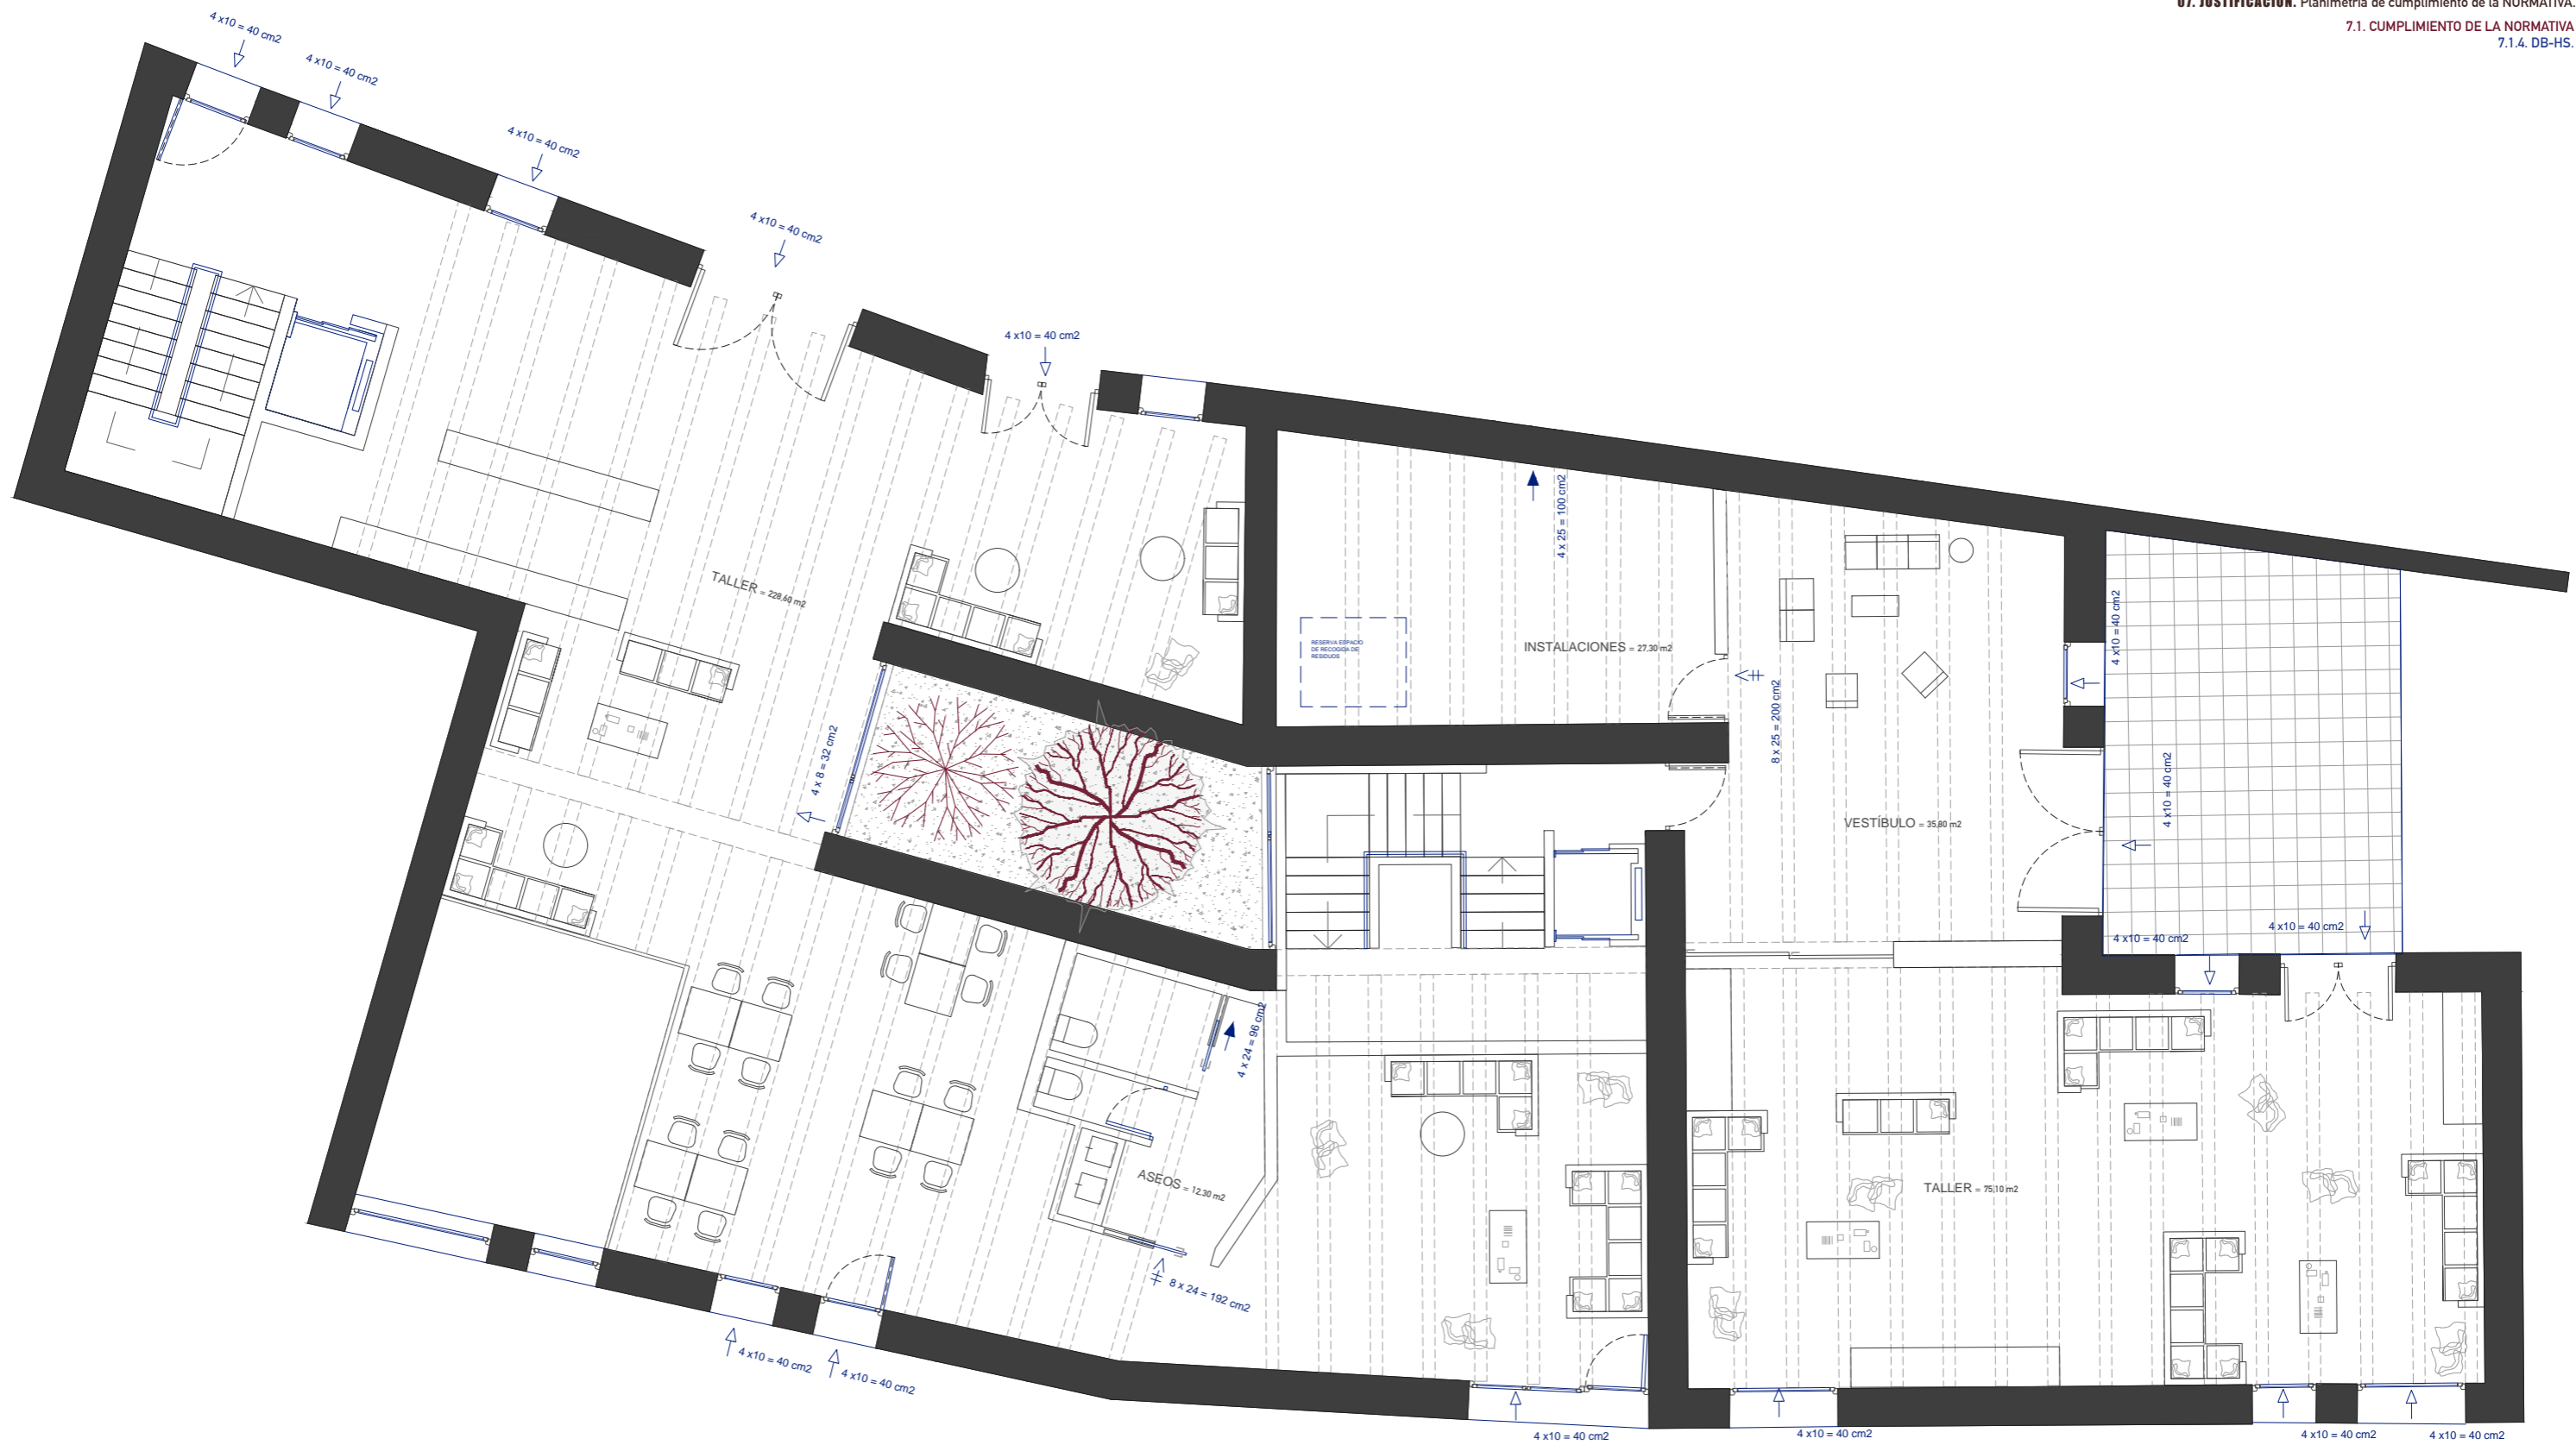 07. JUSTIFICACIÓN. Planimetría de cumplimiento de la NORMATIVA.
7.1. CUMPLIMIENTO DE LA NORMATIVA
7.1.4. DB-HS.
4 x10 = 40 cm2
4 x10 = 40 cm2
4 x10 = 40 cm2
4 x10 = 40 cm2
4 x10 = 40 cm2
TALLER = 228,60 m2
4 x 25 = 100 cm2
RESERVA ESPACIO
DE RECOGIDA DE
RESIDUOS
INSTALACIONES = 27,30 m2
8 x 25 = 200 cm2
4 x10 = 40 cm2
4 x 8 = 32 cm2
VESTÍBULO = 35,80 m2
4 x10 = 40 cm2
4 x10 = 40 cm2
4 x10 = 40 cm2
4 x 24 = 96 cm2
ASEOS = 12,30 m2
TALLER = 75,10 m2
8 x 24 = 192 cm2
4 x10 = 40 cm2
4 x10 = 40 cm2
4 x10 = 40 cm2
4 x10 = 40 cm2
4 x10 = 40 cm2
4 x10 = 40 cm2